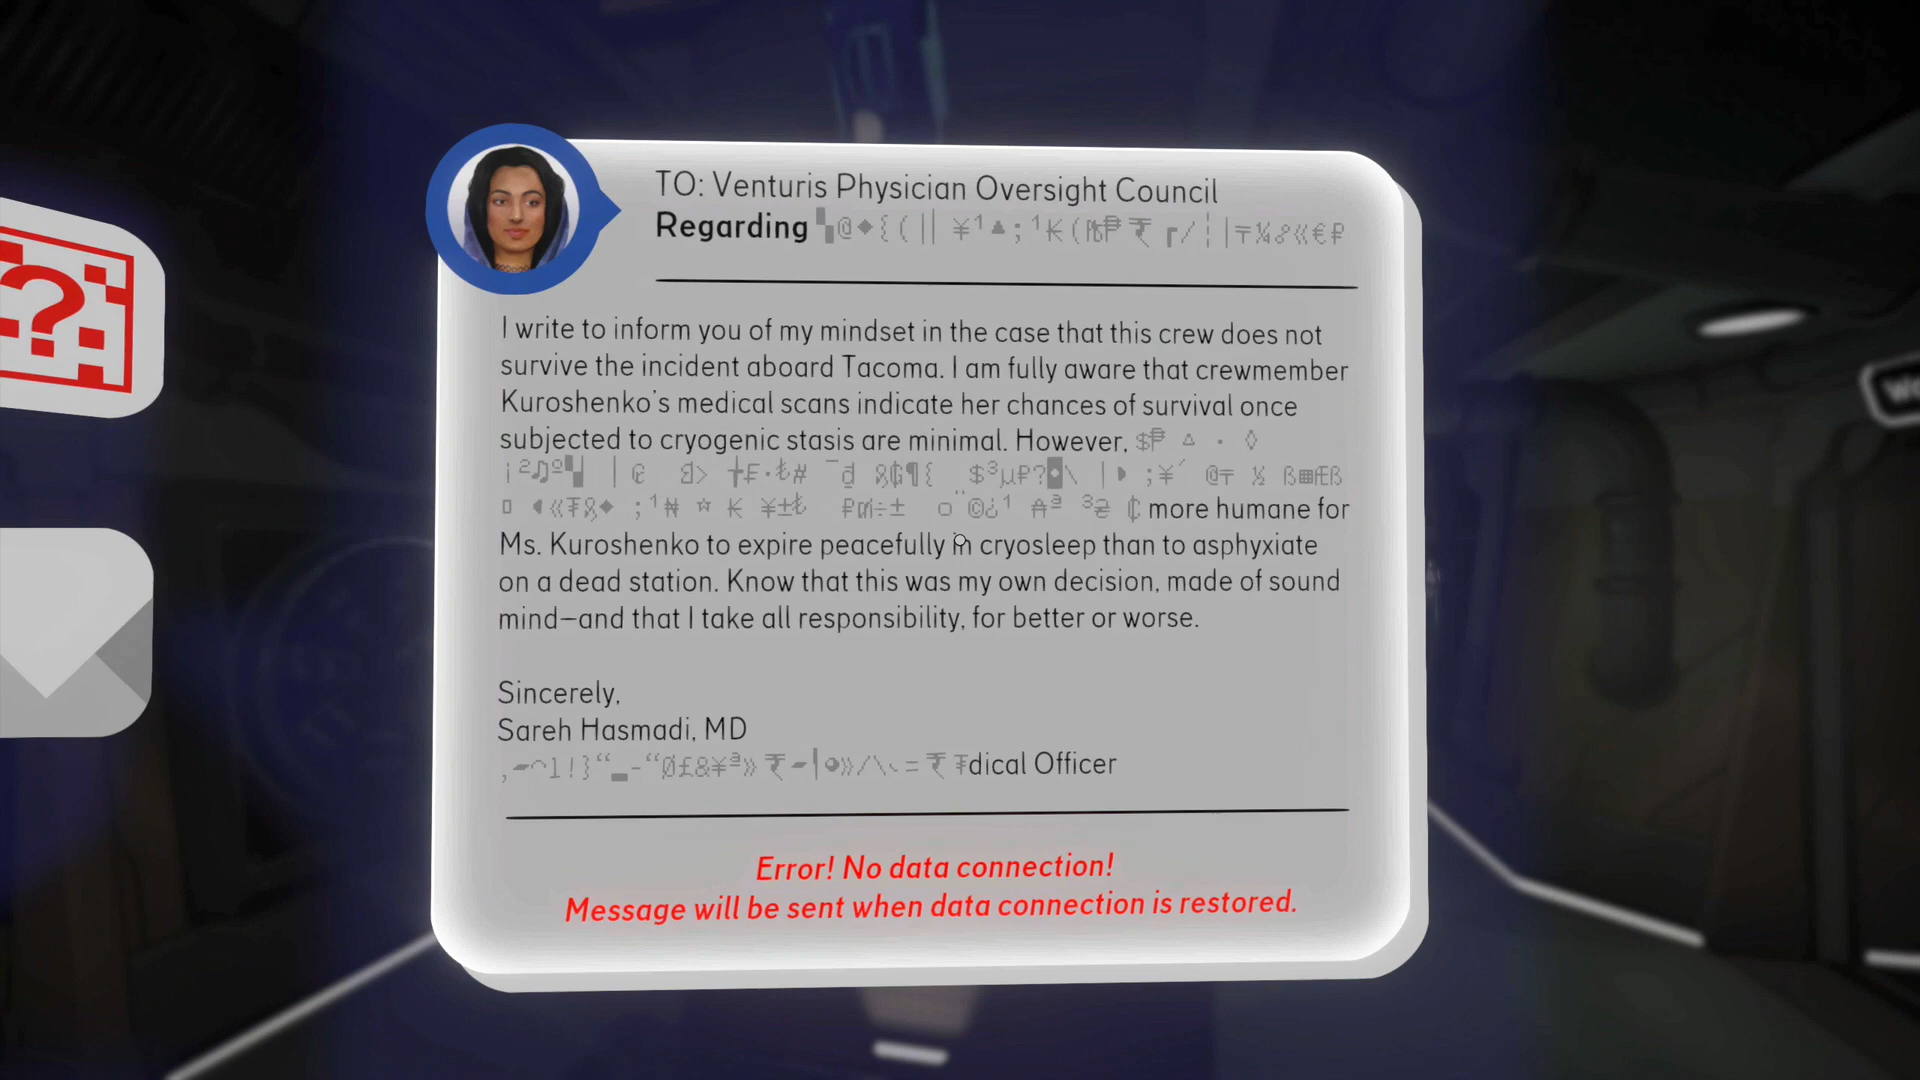 TO: Venturis Physician Oversight Council
Regarding
I write to inform you of my mindset in the case that this crew does not
survive the incident aboard Tacoma. I am fully aware that crewmember
Kuroshenko's medical scans indicate her chances of survival once
subjected to cryogenic stasis are minimal. However,
more humane for
Ms. Kuroshenko to expire peacefully in cryosleep than to asphyxiate
on a dead station. Know that this was my own decision, made of sound
mind—and that I take all responsibility, for better or worse.
Sincerely,
Sareh Hasmadi, MD
dical Officer
Error! No data connection!
Message will be sent when data connection is restored.